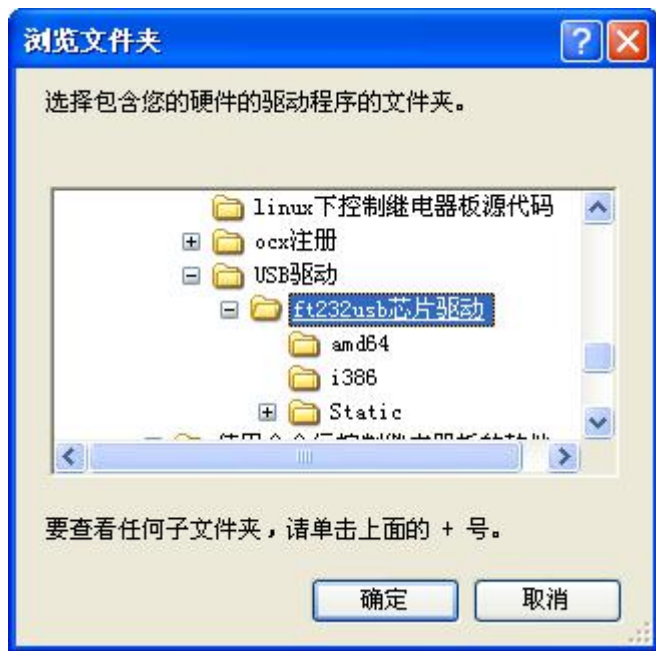 浏览文件夹
选择包含您的硬件的驱动程序的文件夹。
linux下控制继电器板源代码
ocx注册
USB驱动
ft232usb芯片驱动
amd64
i386
Static
要查看任何子文件夹，请单击上面的 + 号。
确定
取消